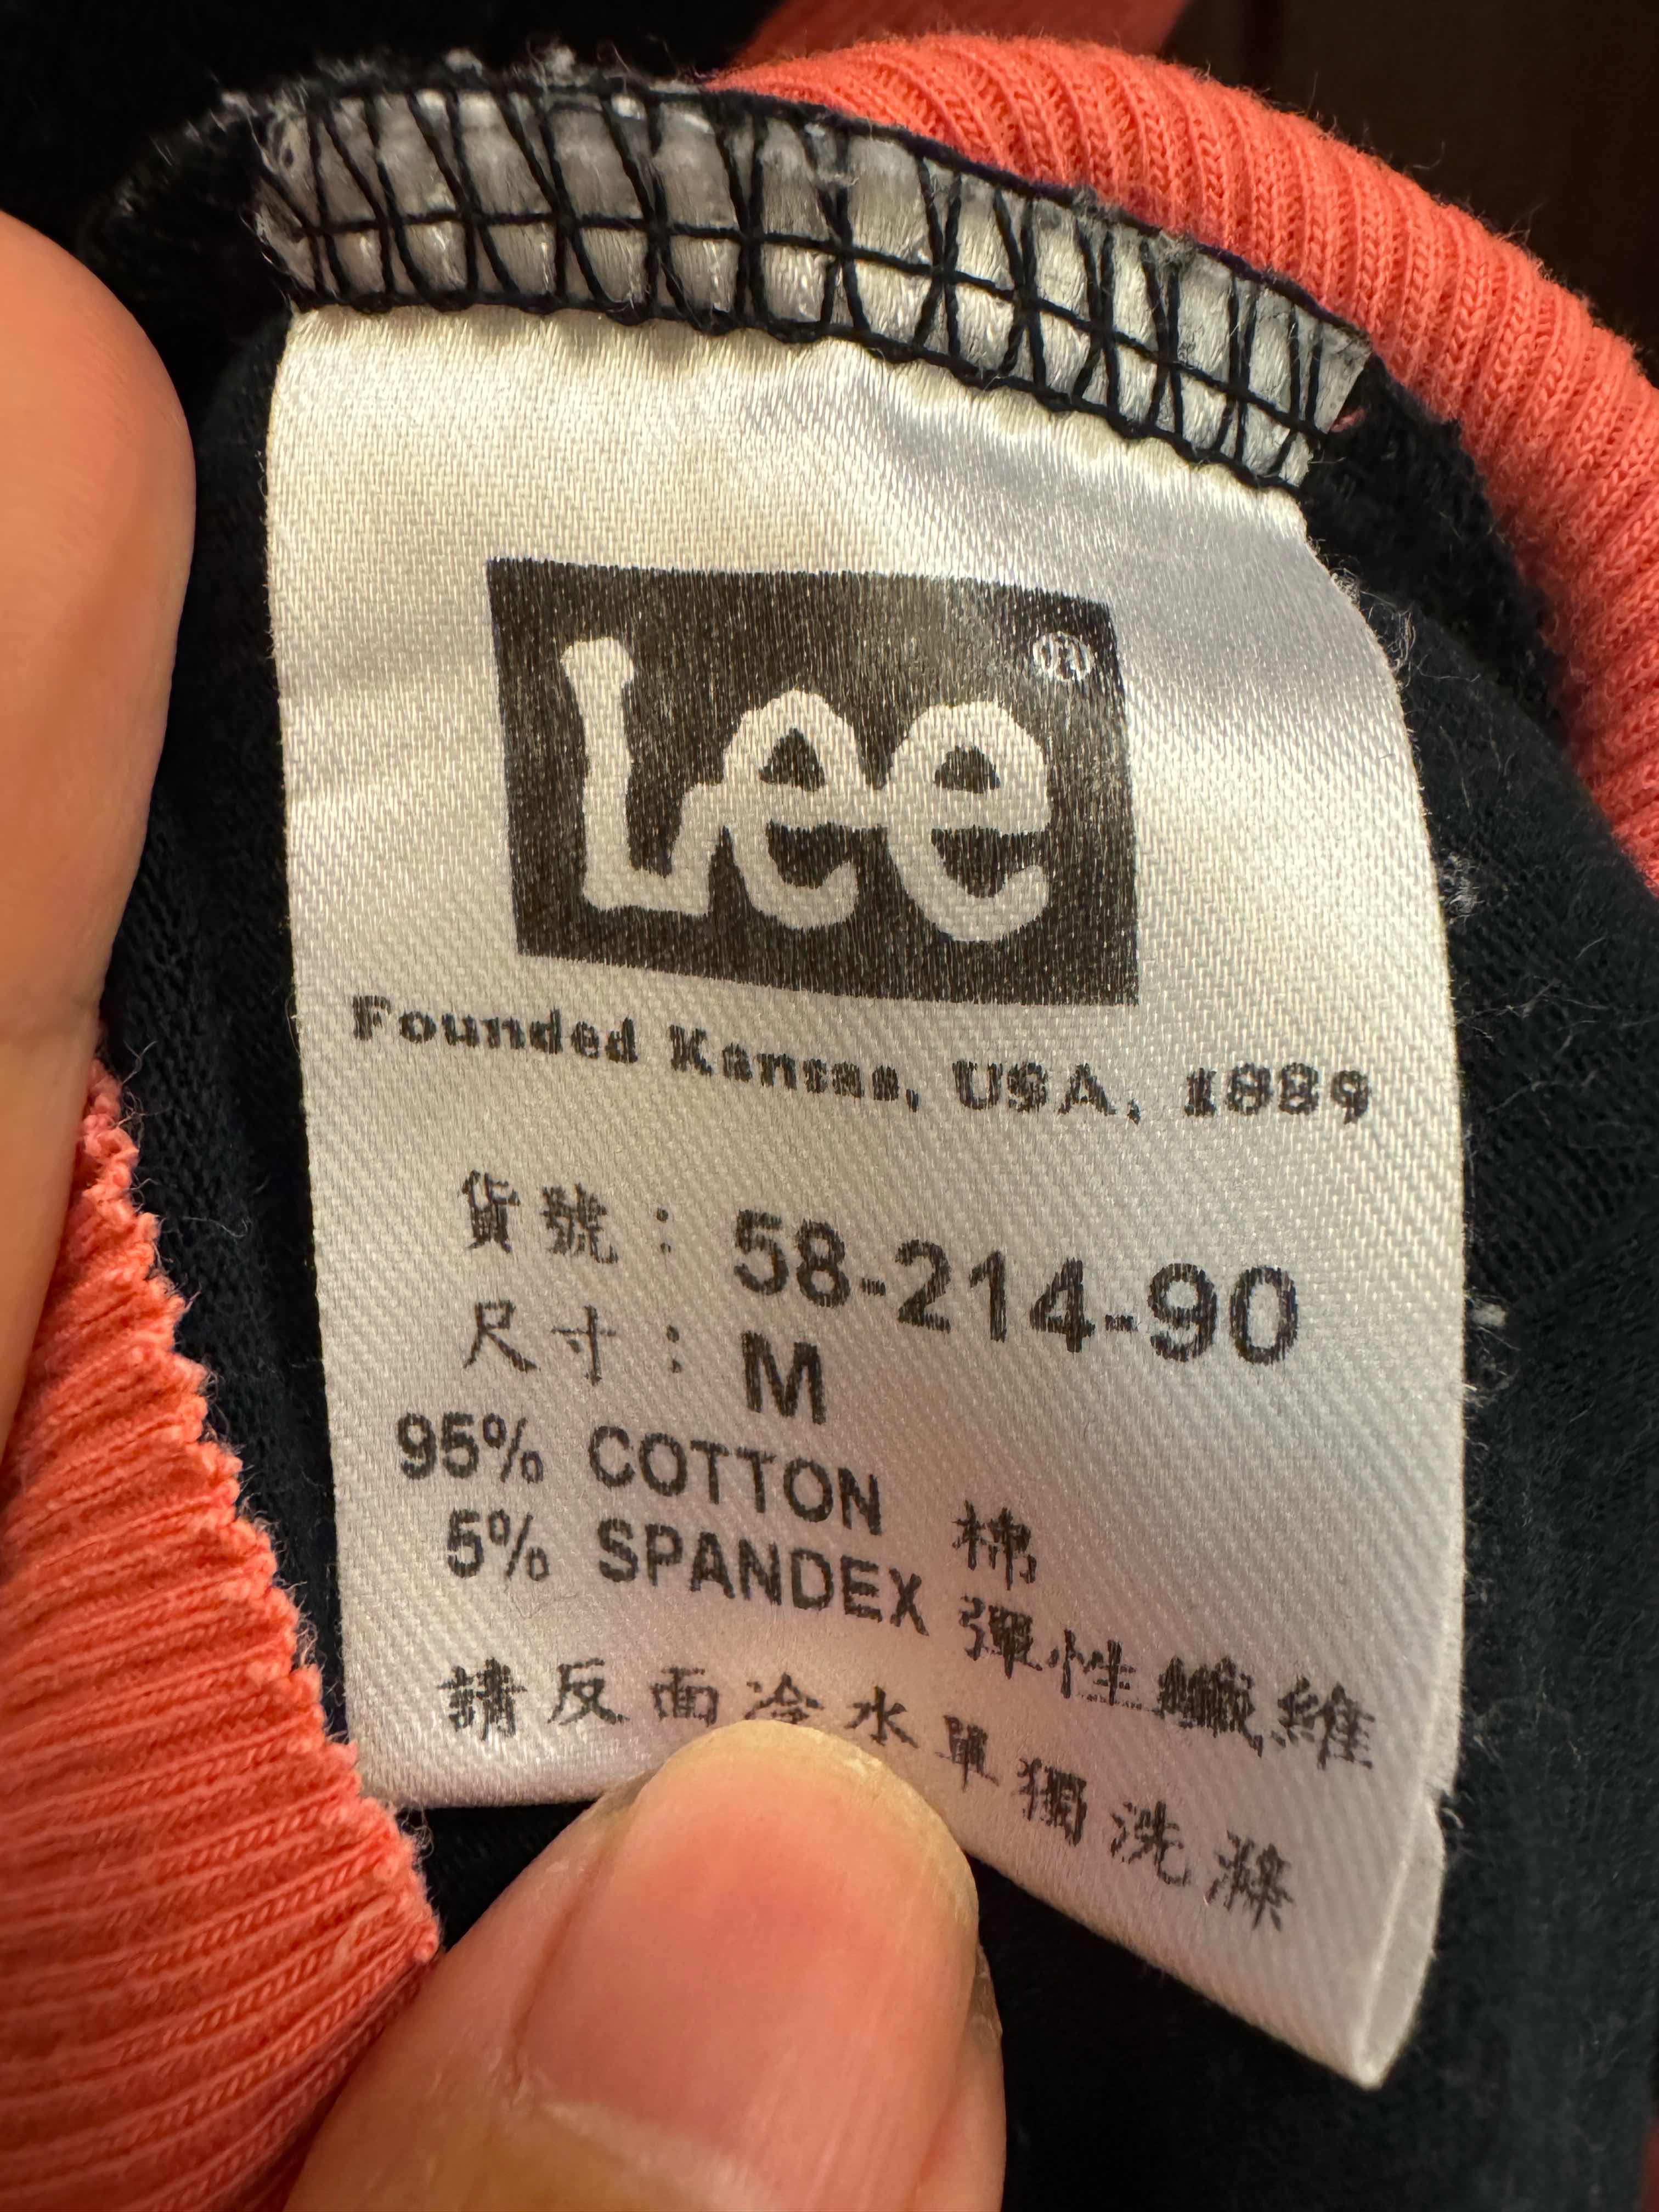 Lee®
Founded Kansas, USA, 1889
貨號：58-214-90
尺寸：M
95% COTTON 棉
5% SPANDEX 彈性纖維
請反面冷水單獨洗滌